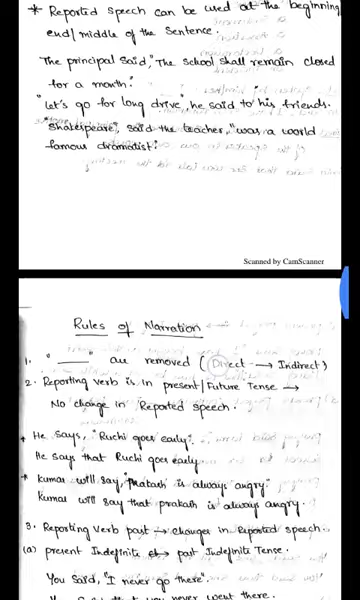 * Reported speech can be used at the beginning
end/middle of the Sentence.
The principal said, "The school shall remain closed
for a month."
"Let's go for long drive", he said to his friends.
"Shakespeare", said the teacher, "was a world
famous dramatist."
Scanned by CamScanner
Rules of Narration
1. " ___ " are removed (Direct → Indirect)
2. Reporting verb is in present/Future Tense →
No change in Reported speech.
* He says, "Ruchi goes early."
He says that Ruchi goes early.
* Kumar will say, "prakash is always angry."
Kumar will say that prakash is always angry.
3. Reporting verb past → changes in Reported speech.
(a) present Indefinite → past Indefinite Tense.
You said, "I never go there".
you never went there.